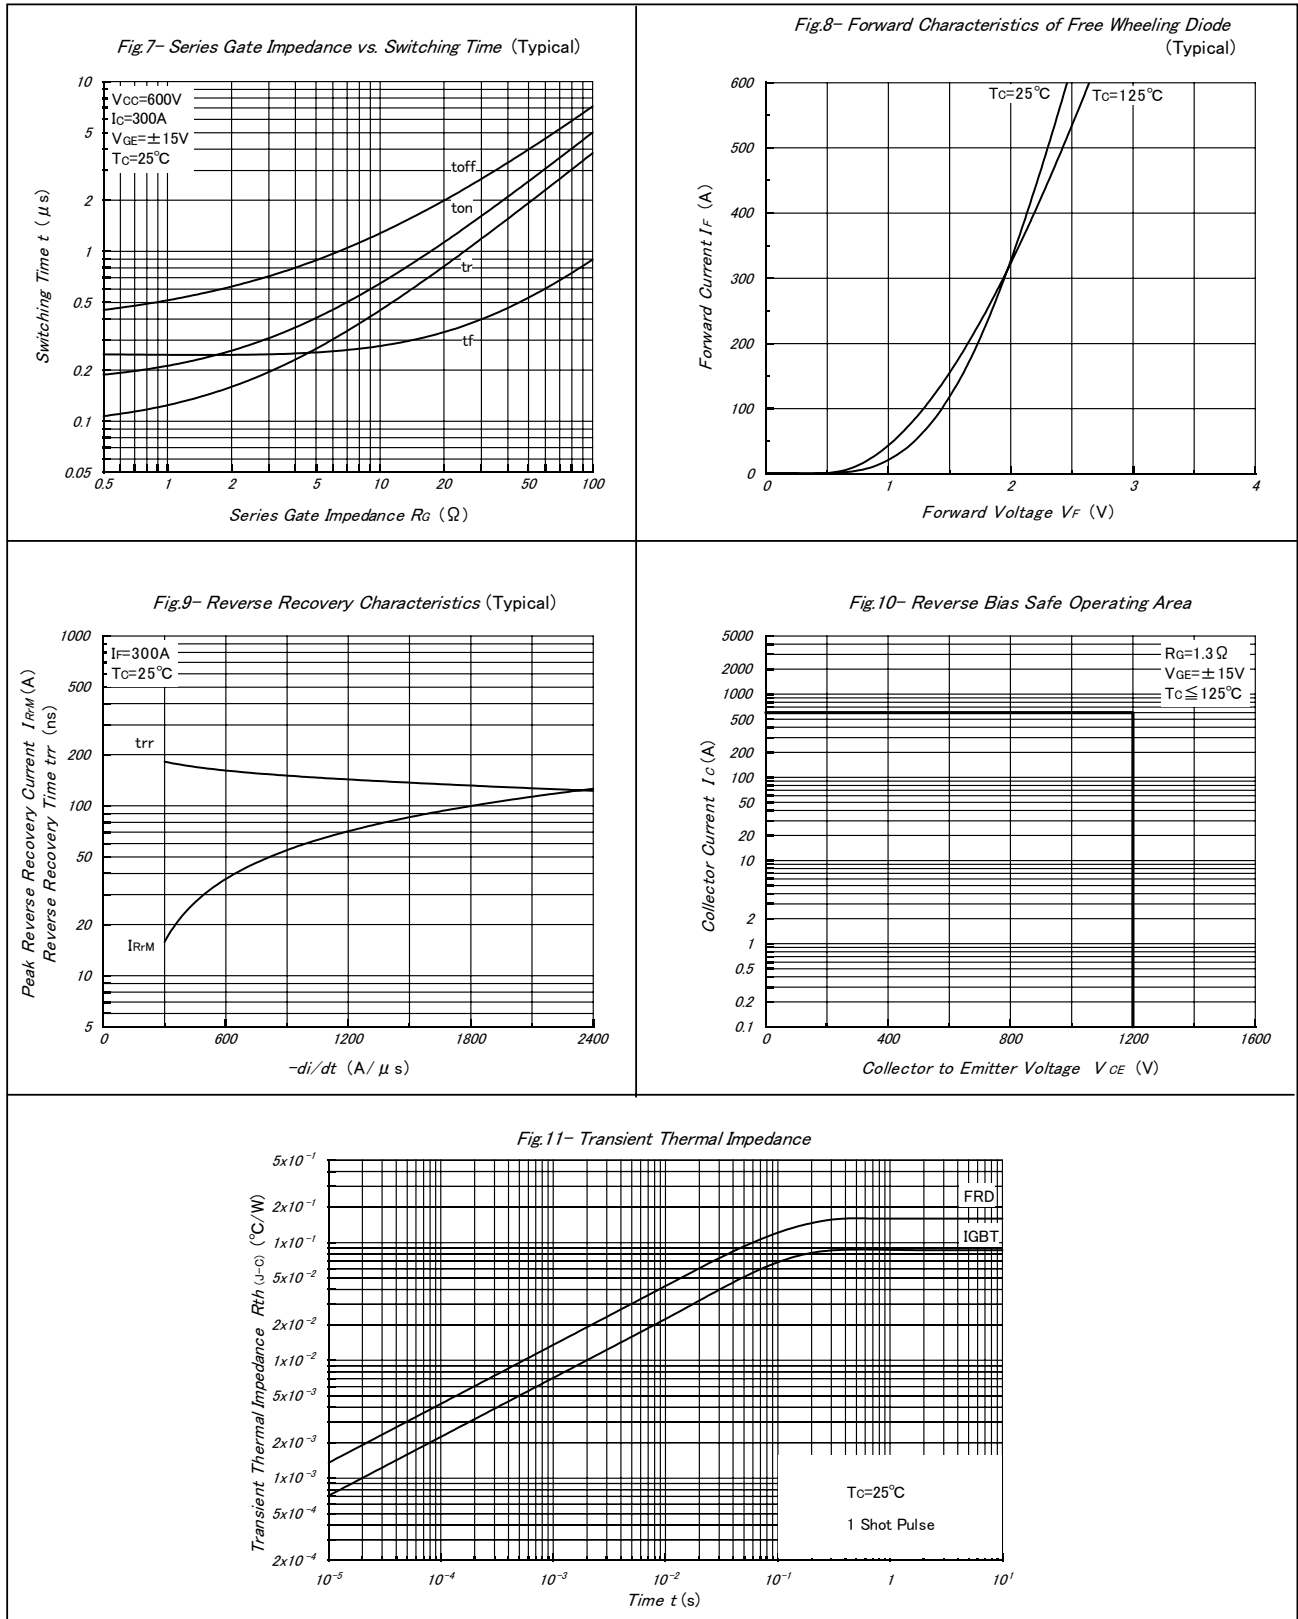 Fig.7- Series Gate Impedance vs. Switching Time (Typical)
10
5
2
1
0.5
0.2
0.1
0.05
Switching Time t (μs)
VCC=600V
IC=300A
VGE=±15V
TC=25℃
toff
ton
tr
tf
0.5 1 2 5 10 20 50 100
Series Gate Impedance RG (Ω)
Fig.8- Forward Characteristics of Free Wheeling Diode
(Typical)
600
500
400
300
200
100
0
Forward Current IF (A)
TC=25℃ TC=125℃
0 1 2 3 4
Forward Voltage VF (V)
Fig.9- Reverse Recovery Characteristics (Typical)
1000
500
200
100
50
20
10
5
Peak Reverse Recovery Current IRrM (A)
Reverse Recovery Time trr (ns)
IF=300A
TC=25℃
trr
IRrM
0 600 1200 1800 2400
-di/dt (A/μs)
Fig.10- Reverse Bias Safe Operating Area
5000
2000
1000
500
200
100
50
20
10
2
1
0.5
0.2
0.1
Collector Current IC (A)
RG=1.3Ω
VGE=±15V
TC≦125℃
0 400 800 1200 1600
Collector to Emitter Voltage VCE (V)
Fig.11- Transient Thermal Impedance
5x10⁻¹
2x10⁻¹
1x10⁻¹
5x10⁻²
2x10⁻²
1x10⁻²
5x10⁻³
2x10⁻³
1x10⁻³
5x10⁻⁴
2x10⁻⁴
Transient Thermal Impedance Rth(J-C) (℃/W)
FRD
IGBT
TC=25℃
1 Shot Pulse
10⁻⁵ 10⁻⁴ 10⁻³ 10⁻² 10⁻¹ 1 10¹
Time t (s)